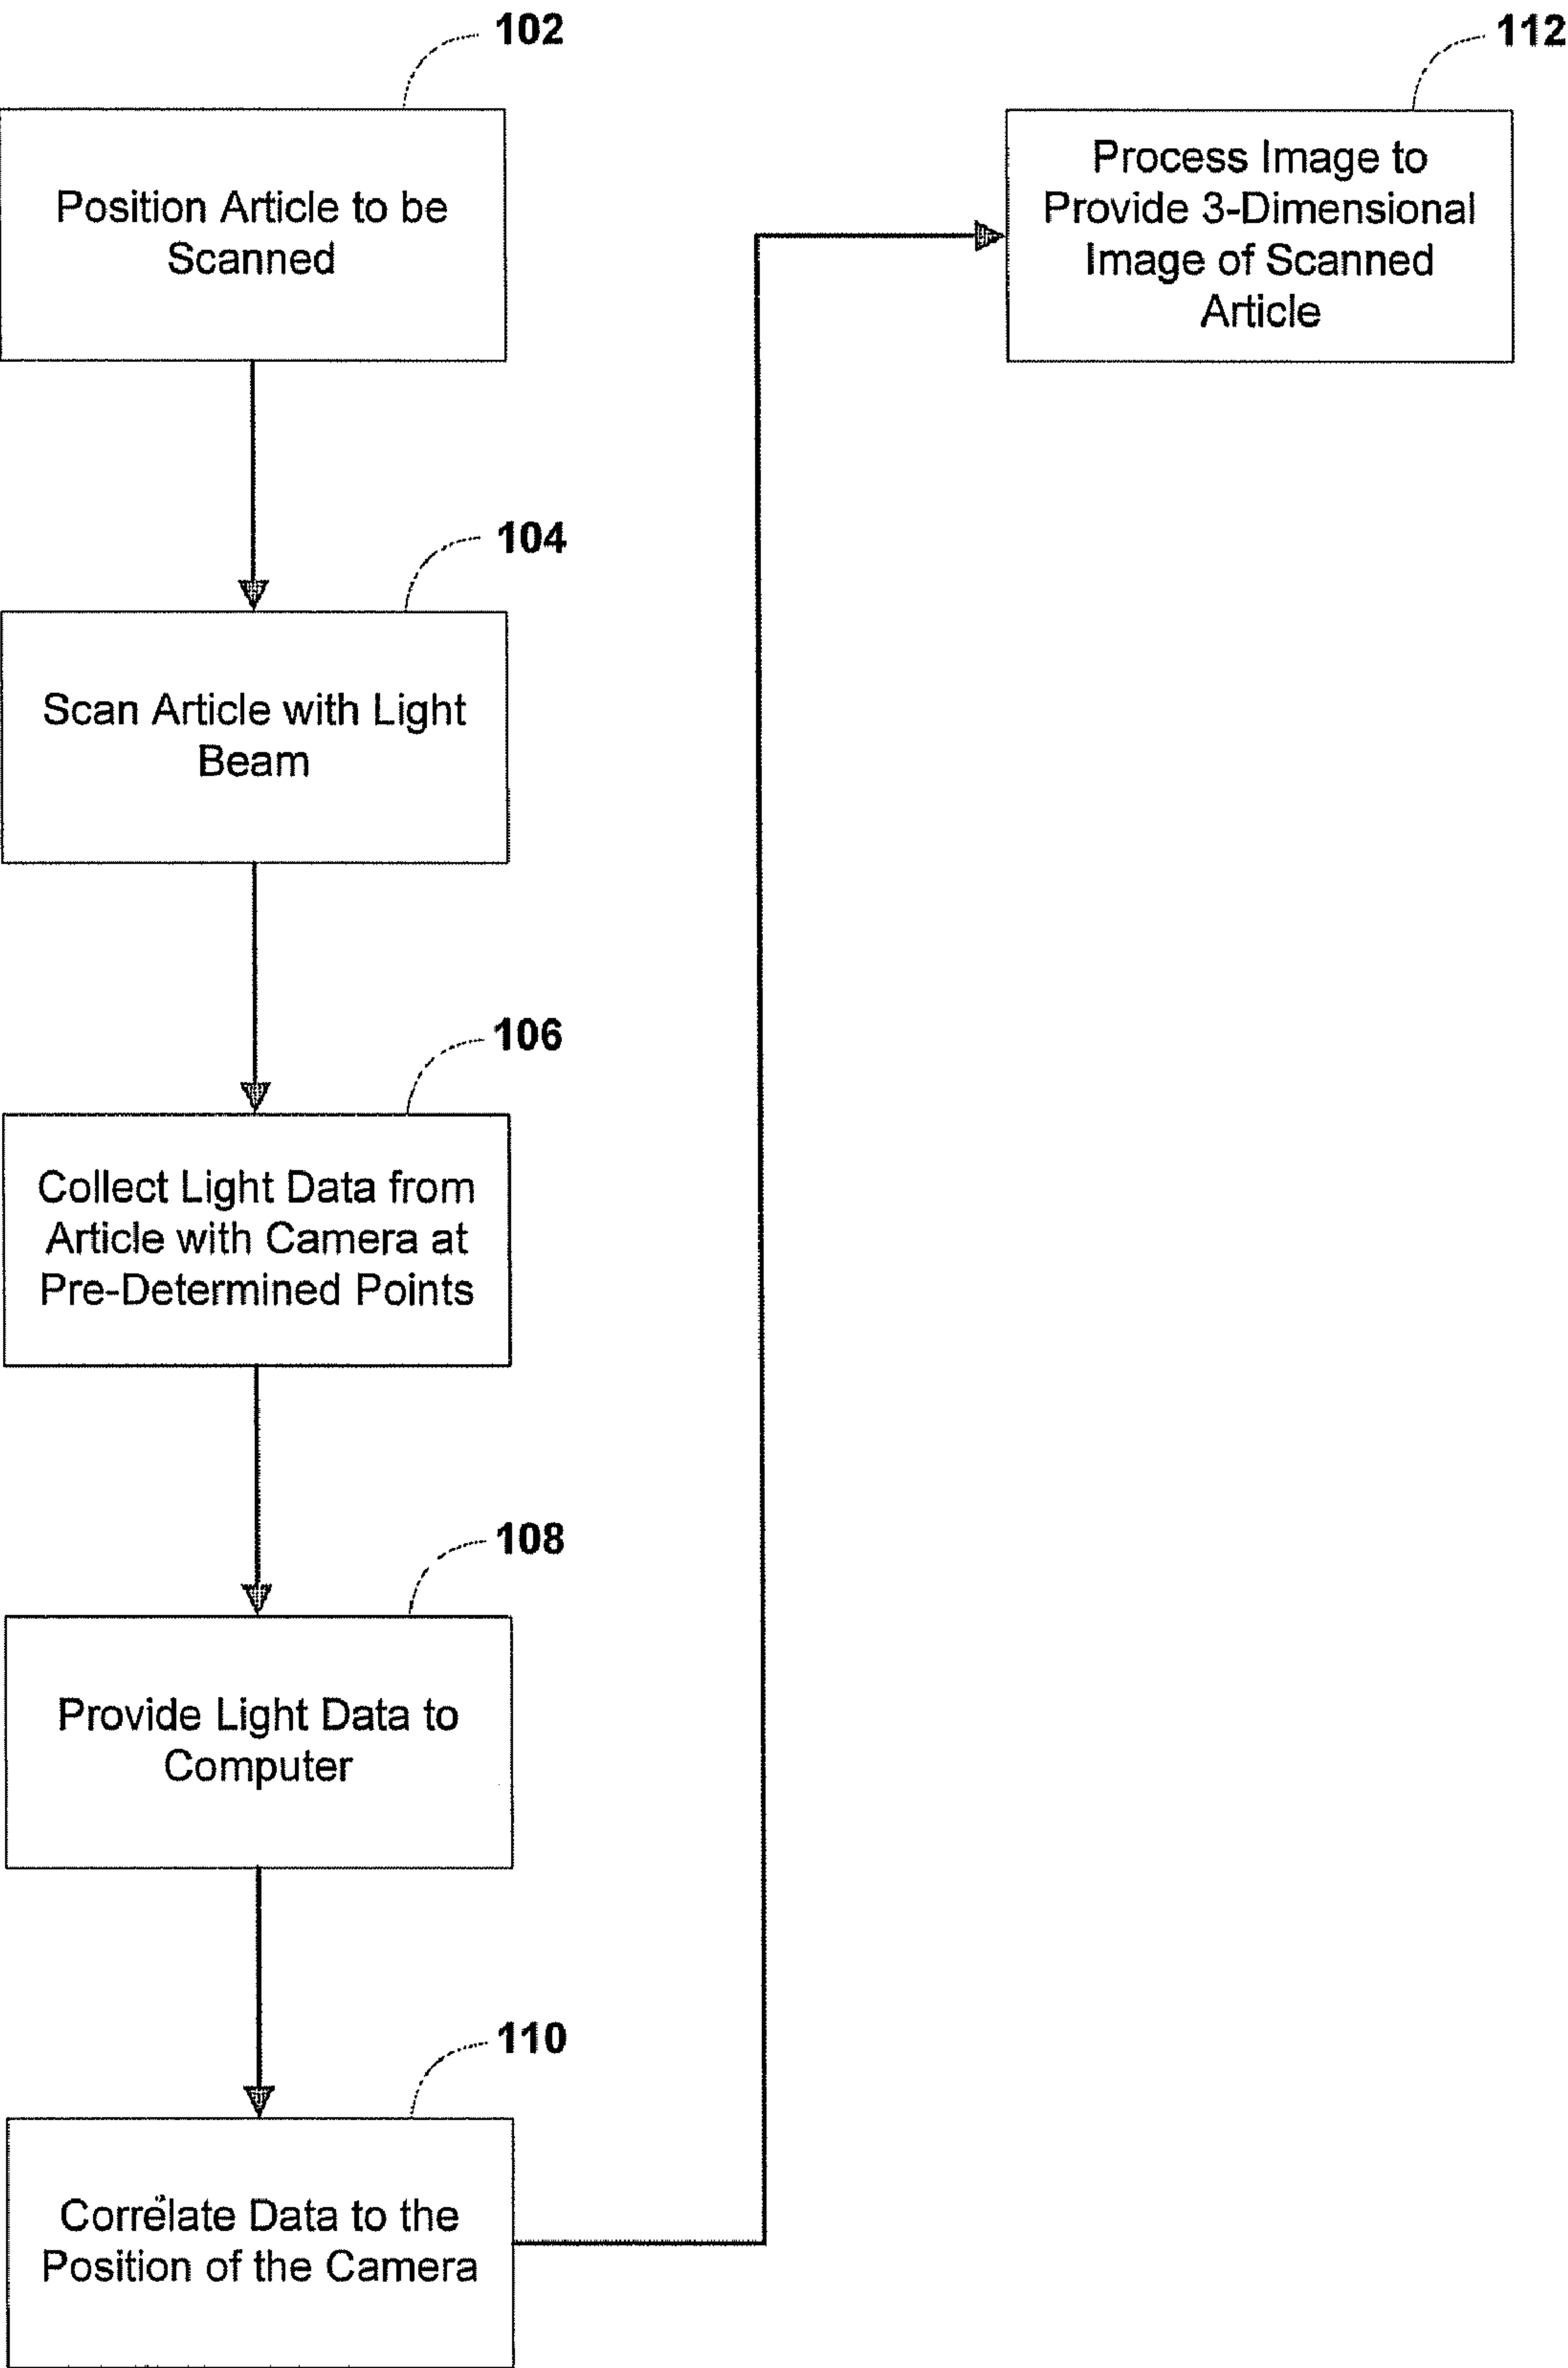 102
Position Article to be
Scanned
104
Scan Article with Light
Beam
106
Collect Light Data from
Article with Camera at
Pre-Determined Points
108
Provide Light Data to
Computer
110
Correlate Data to the
Position of the Camera
112
Process Image to
Provide 3-Dimensional
Image of Scanned
Article